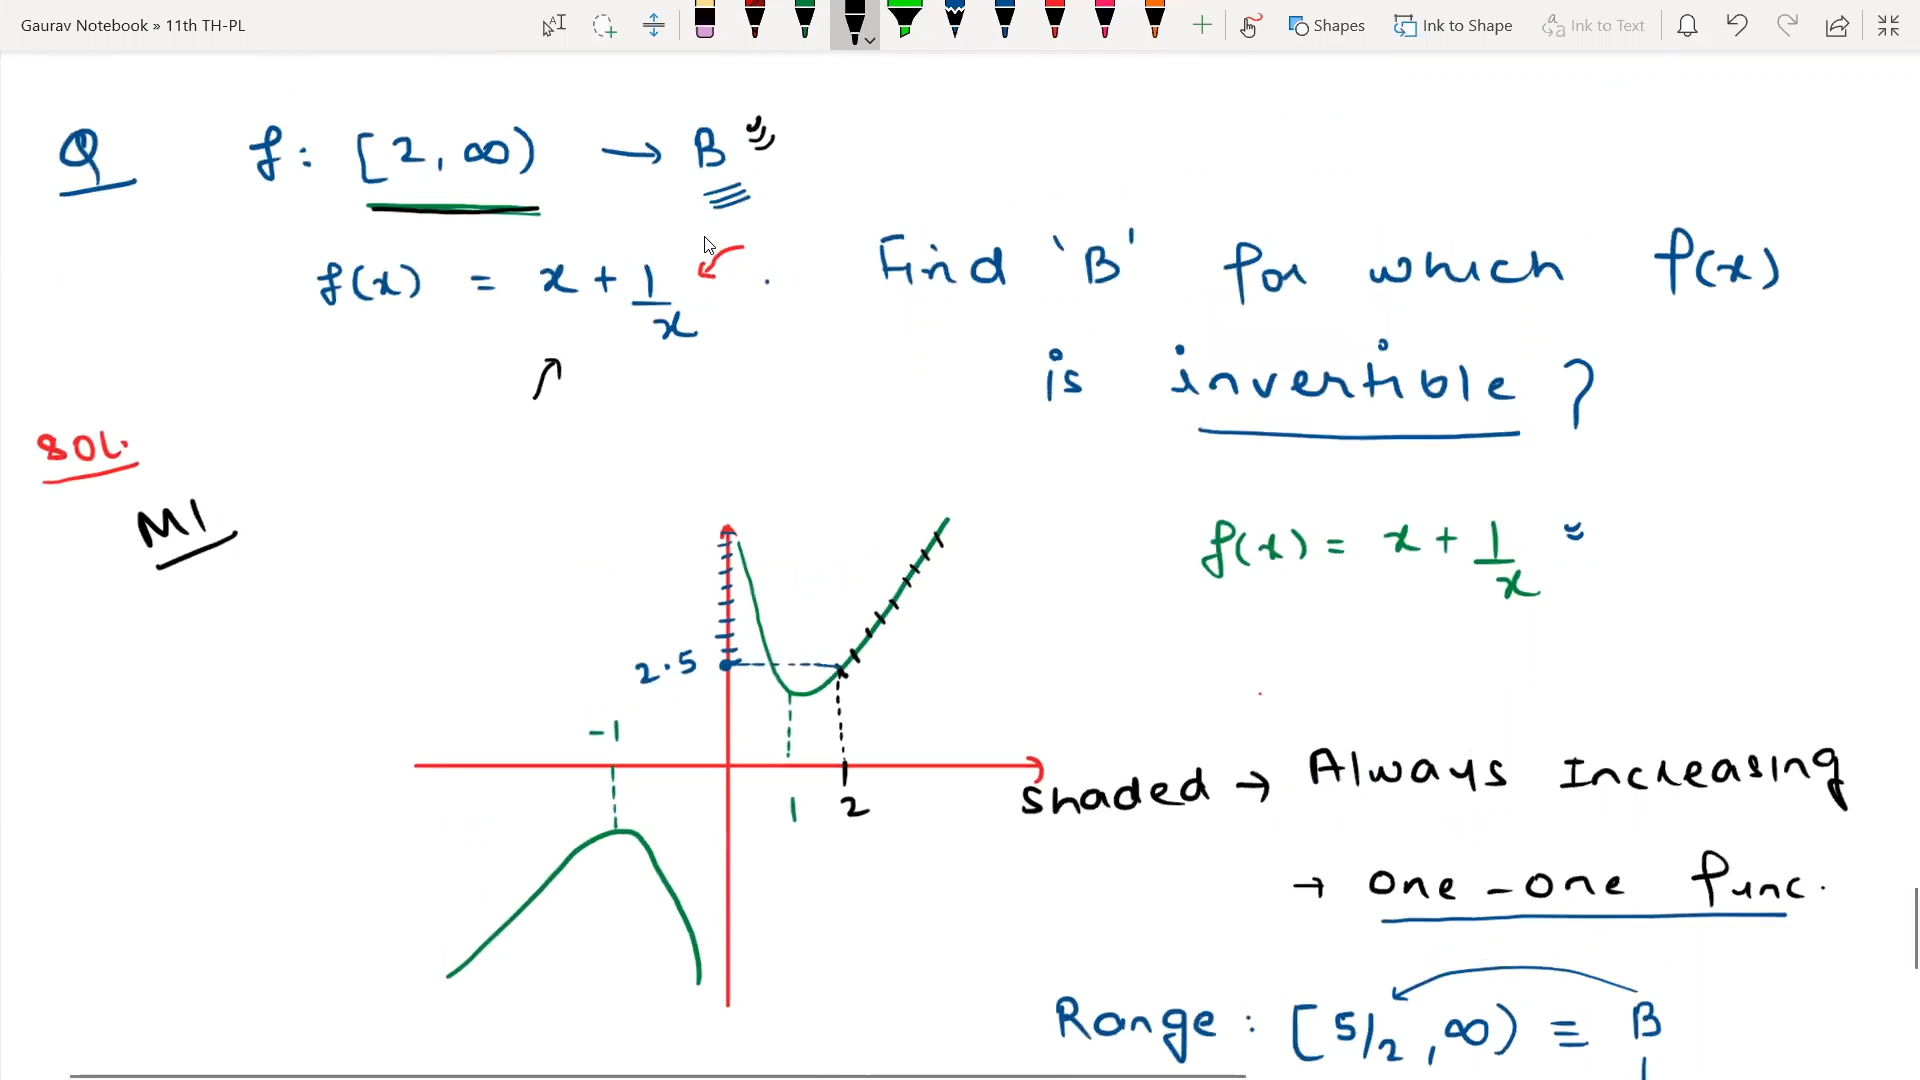 Gaurav Notebook » 11th TH-PL
Shapes Ink to Shape Ink to Text
Q f : [2, ∞) → B
f(x) = x + 1/x . Find 'B' for which f(x)
is invertible ?
SOL.
M1
f(x) = x + 1/x
2.5
-1
1 2
Shaded → Always Increasing
→ one-one func.
Range : [5/2, ∞) ≡ B